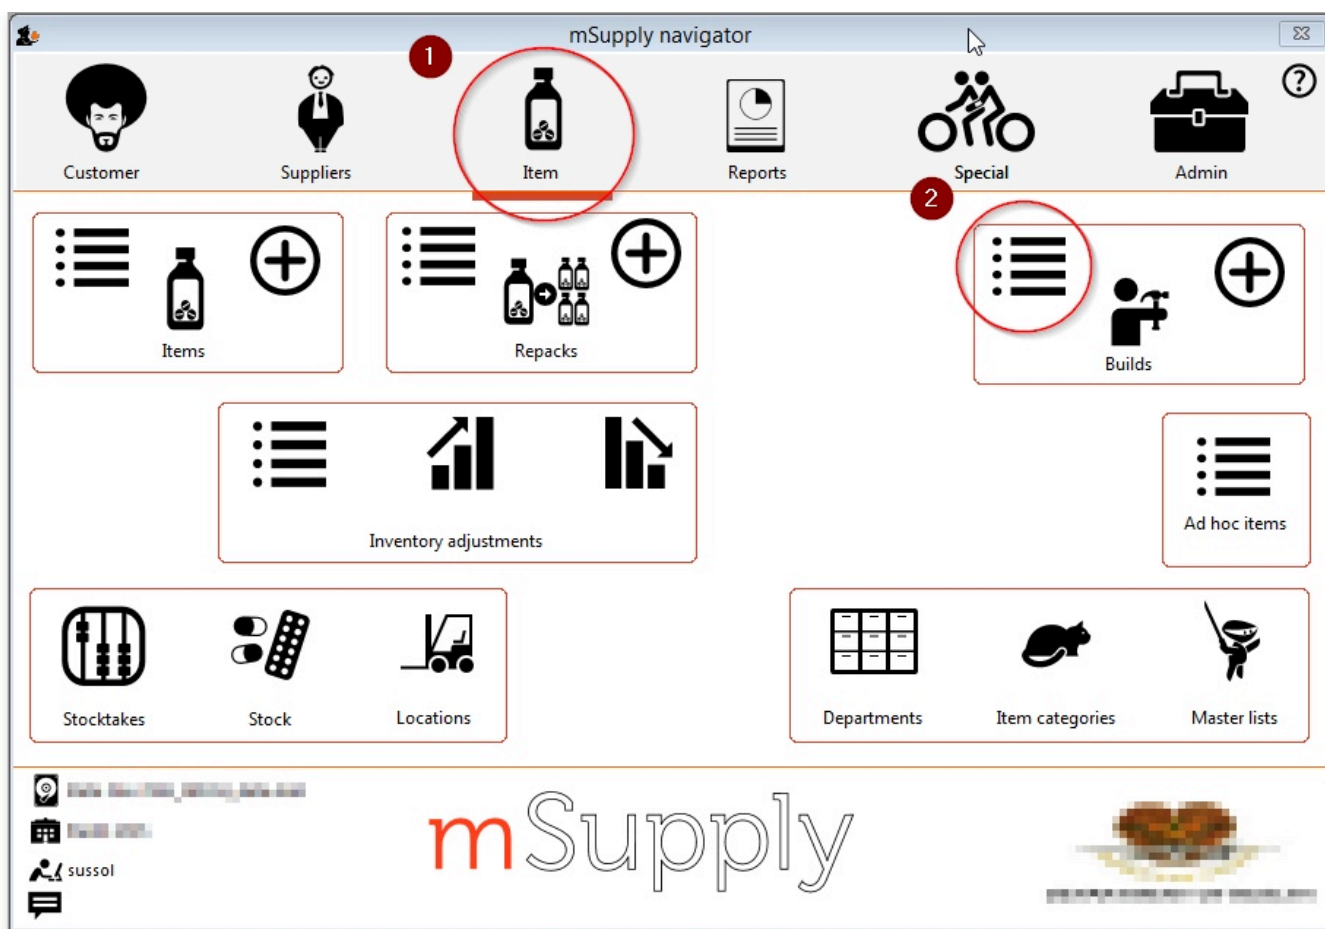 mSupply navigator
1
?
Customer
Suppliers
Item
Reports
Special
Admin
2
Items
Repacks
Builds
Inventory adjustments
Ad hoc items
Stocktakes
Stock
Locations
Departments
Item categories
Master lists
sussol
mSupply